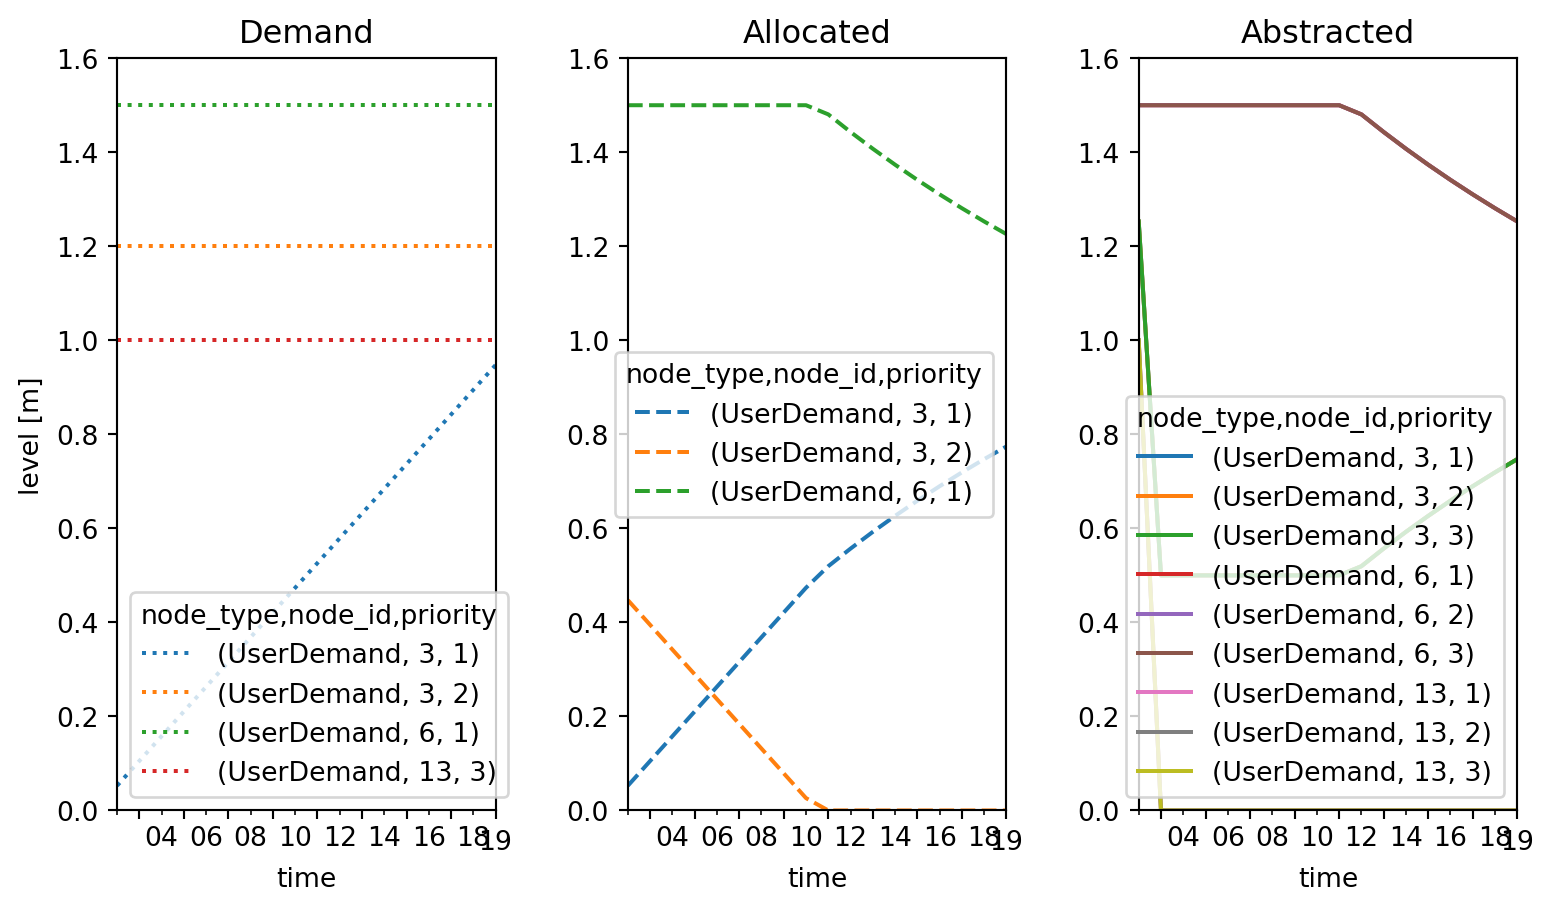 Demand
1.6
1.4
1.2
1.0
0.8
0.6
0.4
0.2
0.0
level [m]
node_type,node_id,priority
(UserDemand, 3, 1)
(UserDemand, 3, 2)
(UserDemand, 6, 1)
(UserDemand, 13, 3)
04 06 08 10 12 14 16 18 19
time
Allocated
1.6
1.4
1.2
1.0
0.8
0.6
0.4
0.2
0.0
node_type,node_id,priority
(UserDemand, 3, 1)
(UserDemand, 3, 2)
(UserDemand, 6, 1)
04 06 08 10 12 14 16 18 19
time
Abstracted
1.6
1.4
1.2
1.0
0.8
0.6
0.4
0.2
0.0
node_type,node_id,priority
(UserDemand, 3, 1)
(UserDemand, 3, 2)
(UserDemand, 3, 3)
(UserDemand, 6, 1)
(UserDemand, 6, 2)
(UserDemand, 6, 3)
(UserDemand, 13, 1)
(UserDemand, 13, 2)
(UserDemand, 13, 3)
04 06 08 10 12 14 16 18 19
time